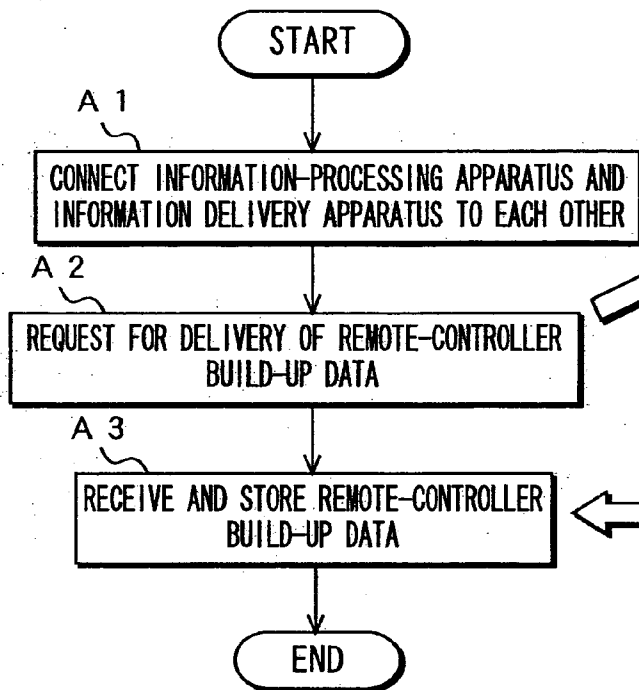 START
A 1
CONNECT INFORMATION-PROCESSING APPARATUS AND
INFORMATION DELIVERY APPARATUS TO EACH OTHER
A 2
REQUEST FOR DELIVERY OF REMOTE-CONTROLLER
BUILD-UP DATA
A 3
RECEIVE AND STORE REMOTE-CONTROLLER
BUILD-UP DATA
END